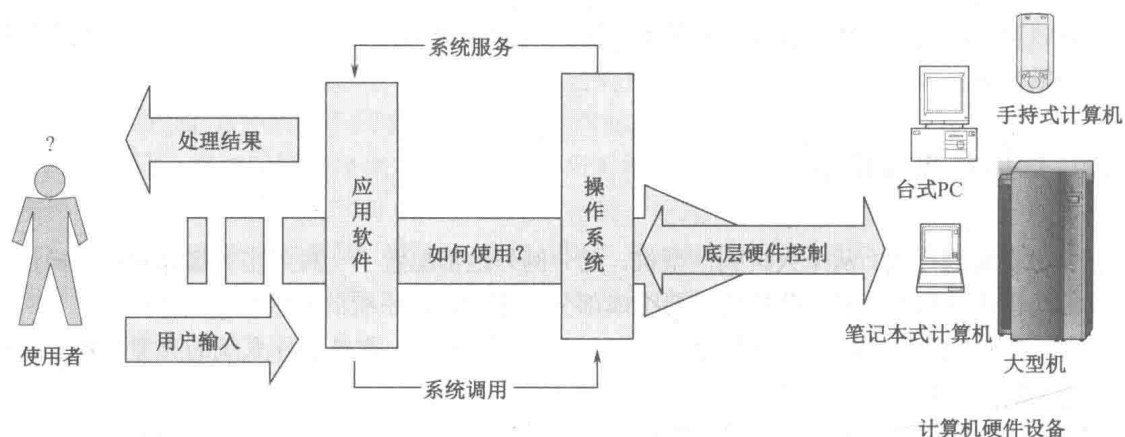 系统服务
处理结果
?
使用者
应用软件
操作系统
如何使用?
底层硬件控制
用户输入
系统调用
手持式计算机
台式PC
笔记本式计算机
大型机
计算机硬件设备